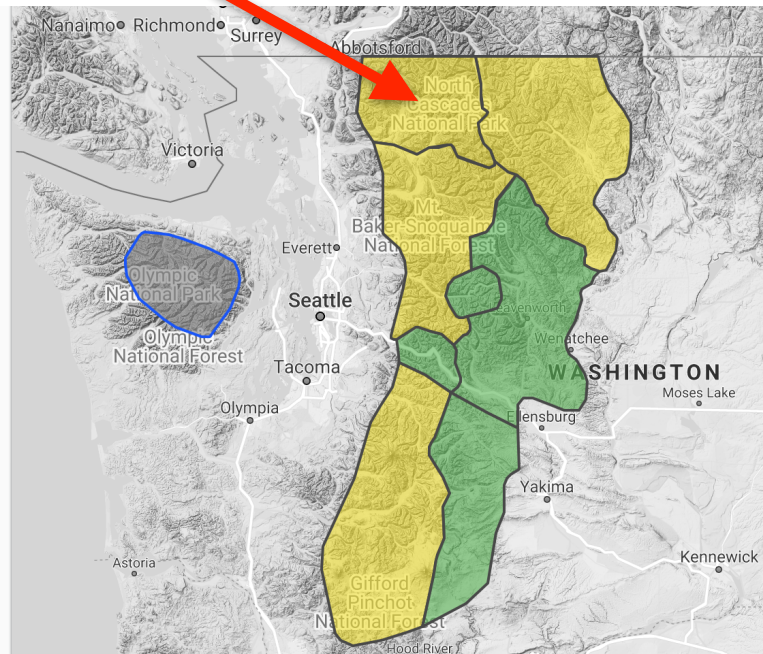 Nanaimo
Richmond
Surrey
Abbotsford
North
Cascades
National Park
Victoria
Mt.
Baker-Snoqualmie
National Forest
Everett
Olympic
National Park
Seattle
Leavenworth
Olympic
National Forest
Wenatchee
Tacoma
WASHINGTON
Moses Lake
Olympia
Ellensburg
Yakima
Astoria
Kennewick
Gifford
Pinchot
National Forest
Hood River